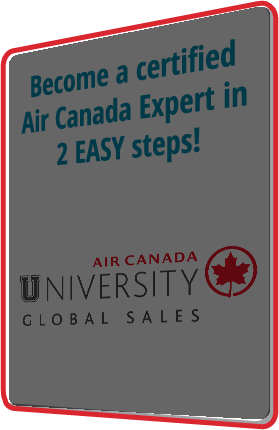 Become a certified
Air Canada Expert in
2 EASY steps!
AIR CANADA
UNIVERSITY
GLOBAL SALES